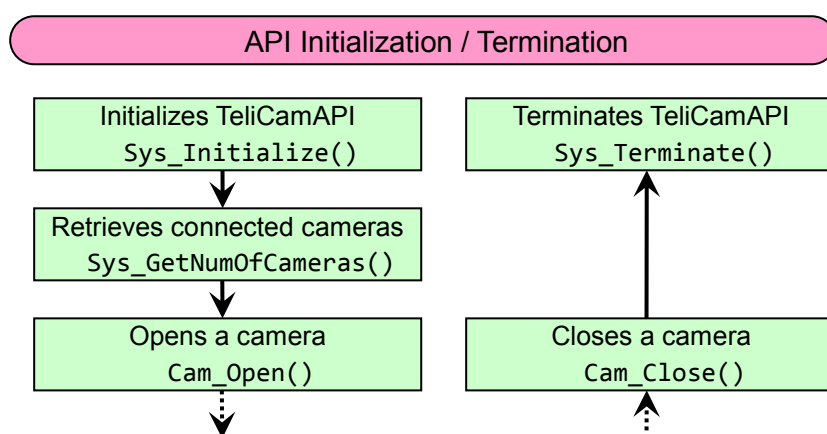 API Initialization / Termination
Initializes TeliCamAPI
Sys_Initialize()
Retrieves connected cameras
Sys_GetNumOfCameras()
Opens a camera
Cam_Open()
Terminates TeliCamAPI
Sys_Terminate()
Closes a camera
Cam_Close()